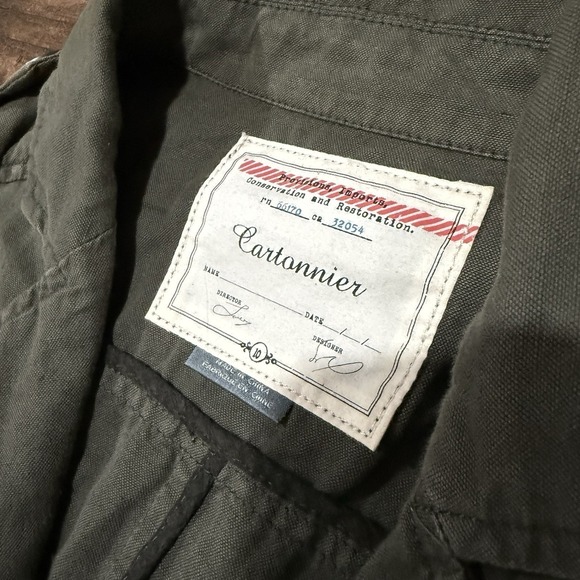 Provisions, Imports,
Conservation and Restoration.
rn 55170 ca 32054
Cartonnier
NAME
DATE / /
DIRECTOR
DESIGNER
10
MADE IN CHINA
FABRIQUÉ EN CHINE